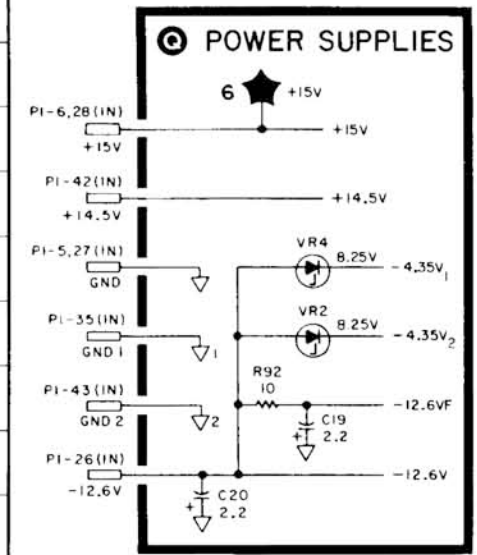 Q POWER SUPPLIES
6 +15V
P1-6,28(IN)
+15V +15V
P1-42(IN)
+14.5V +14.5V
VR4
P1-5,27(IN) 8.25V -4.35V1
GND
VR2
P1-35(IN) 8.25V -4.35V2
GND 1 1
R92
10
P1-43(IN) -12.6VF
GND 2 2 + C19
2.2
P1-26(IN)
-12.6V -12.6V
+ C20
2.2